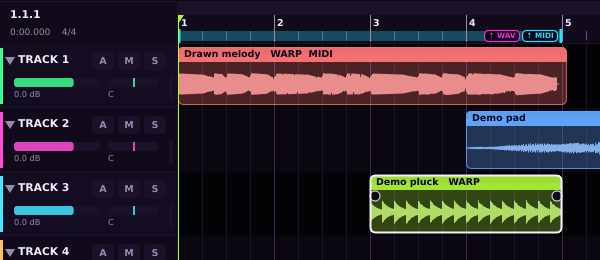 1.1.1
0:00.000 4/4
1 2 3 4 5
↑ WAV ↑ MIDI
TRACK 1 A M S
0.0 dB C
Drawn melody WARP MIDI
TRACK 2 A M S
0.0 dB C
Demo pad
TRACK 3 A M S
0.0 dB C
Demo pluck WARP
TRACK 4 A M S